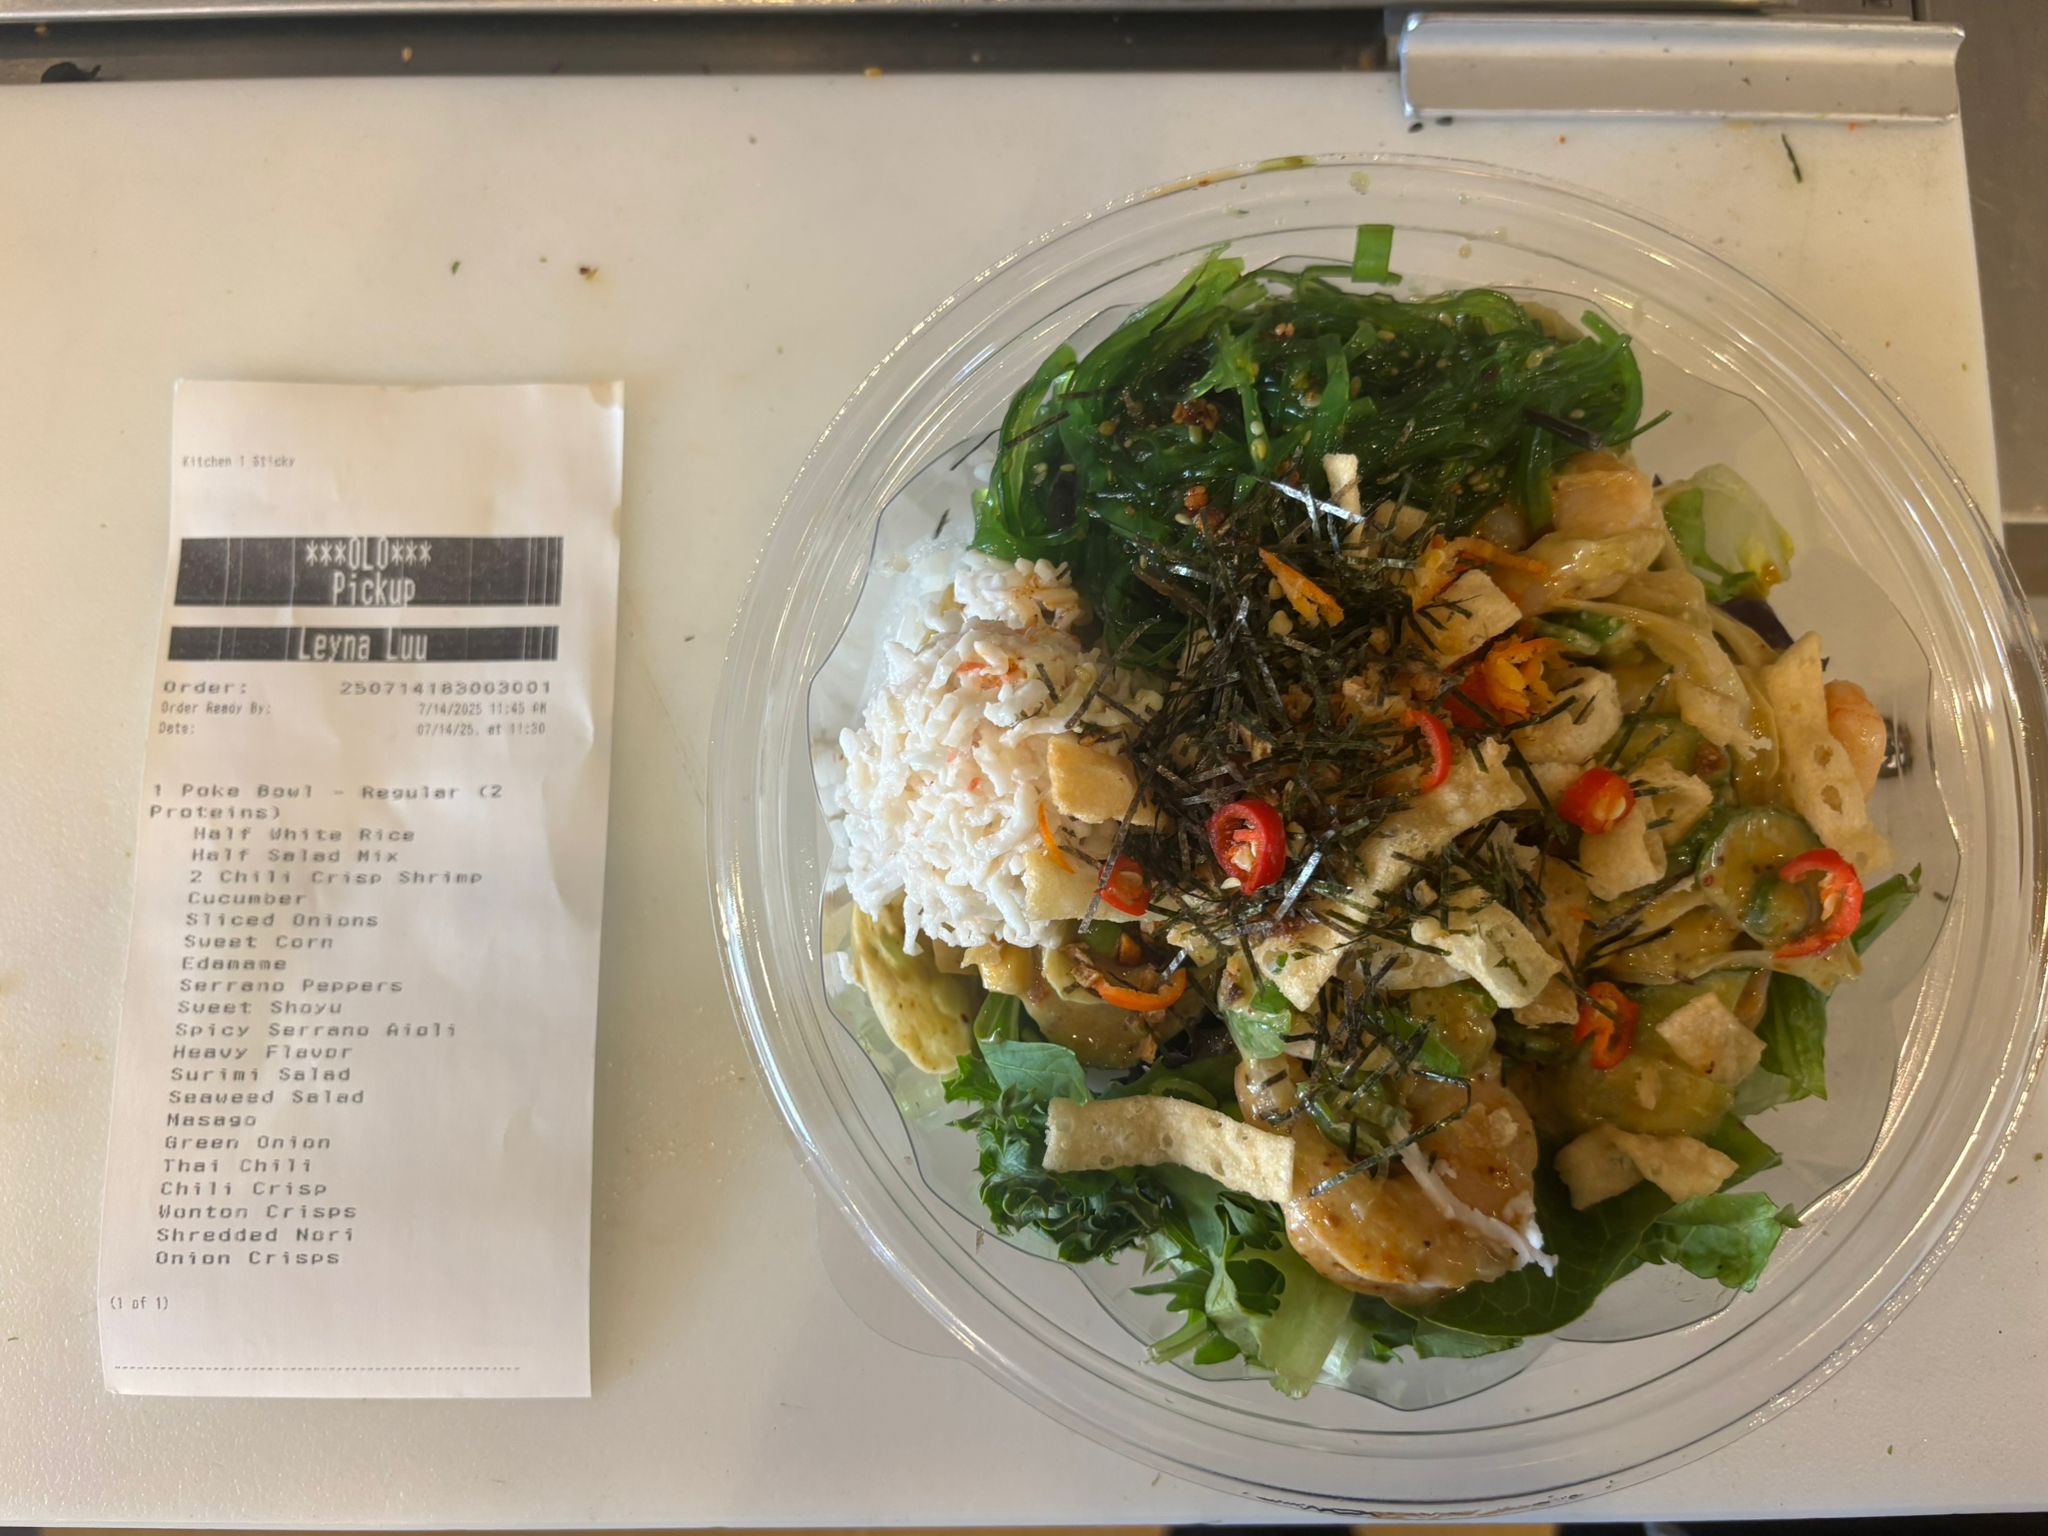 Kitchen 1 Sticky
***OLO***
Pickup
Leyna Luu
Order: 250714183003001
Order Ready By: 7/14/2025 11:45 AM
Date: 07/14/25, at 11:30
1 Poke Bowl - Regular (2
Proteins)
Half White Rice
Half Salad Mix
2 Chili Crisp Shrimp
Cucumber
Sliced Onions
Sweet Corn
Edamame
Serrano Peppers
Sweet Shoyu
Spicy Serrano Aioli
Heavy Flavor
Surimi Salad
Seaweed Salad
Masago
Green Onion
Thai Chili
Chili Crisp
Wonton Crisps
Shredded Nori
Onion Crisps
(1 of 1)